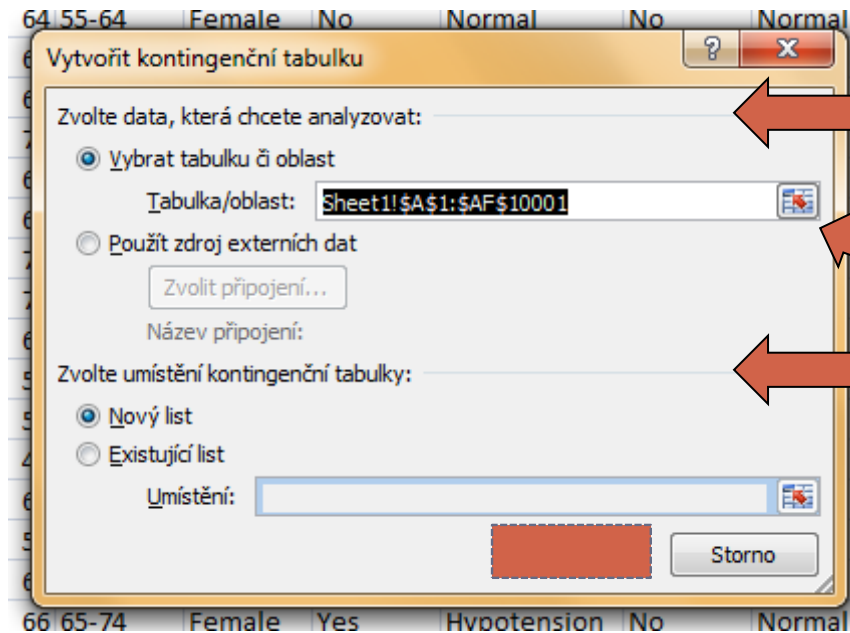 64 55-64 Female No Normal No Normal
Vytvořit kontingenční tabulku
Zvolte data, která chcete analyzovat:
Vybrat tabulku či oblast
Tabulka/oblast: Sheet1!$A$1:$AF$10001
Použít zdroj externích dat
Zvolit připojení...
Název připojení:
Zvolte umístění kontingenční tabulky:
Nový list
Existující list
Umístění:
Storno
66 65-74 Female Yes Hypotension No Normal